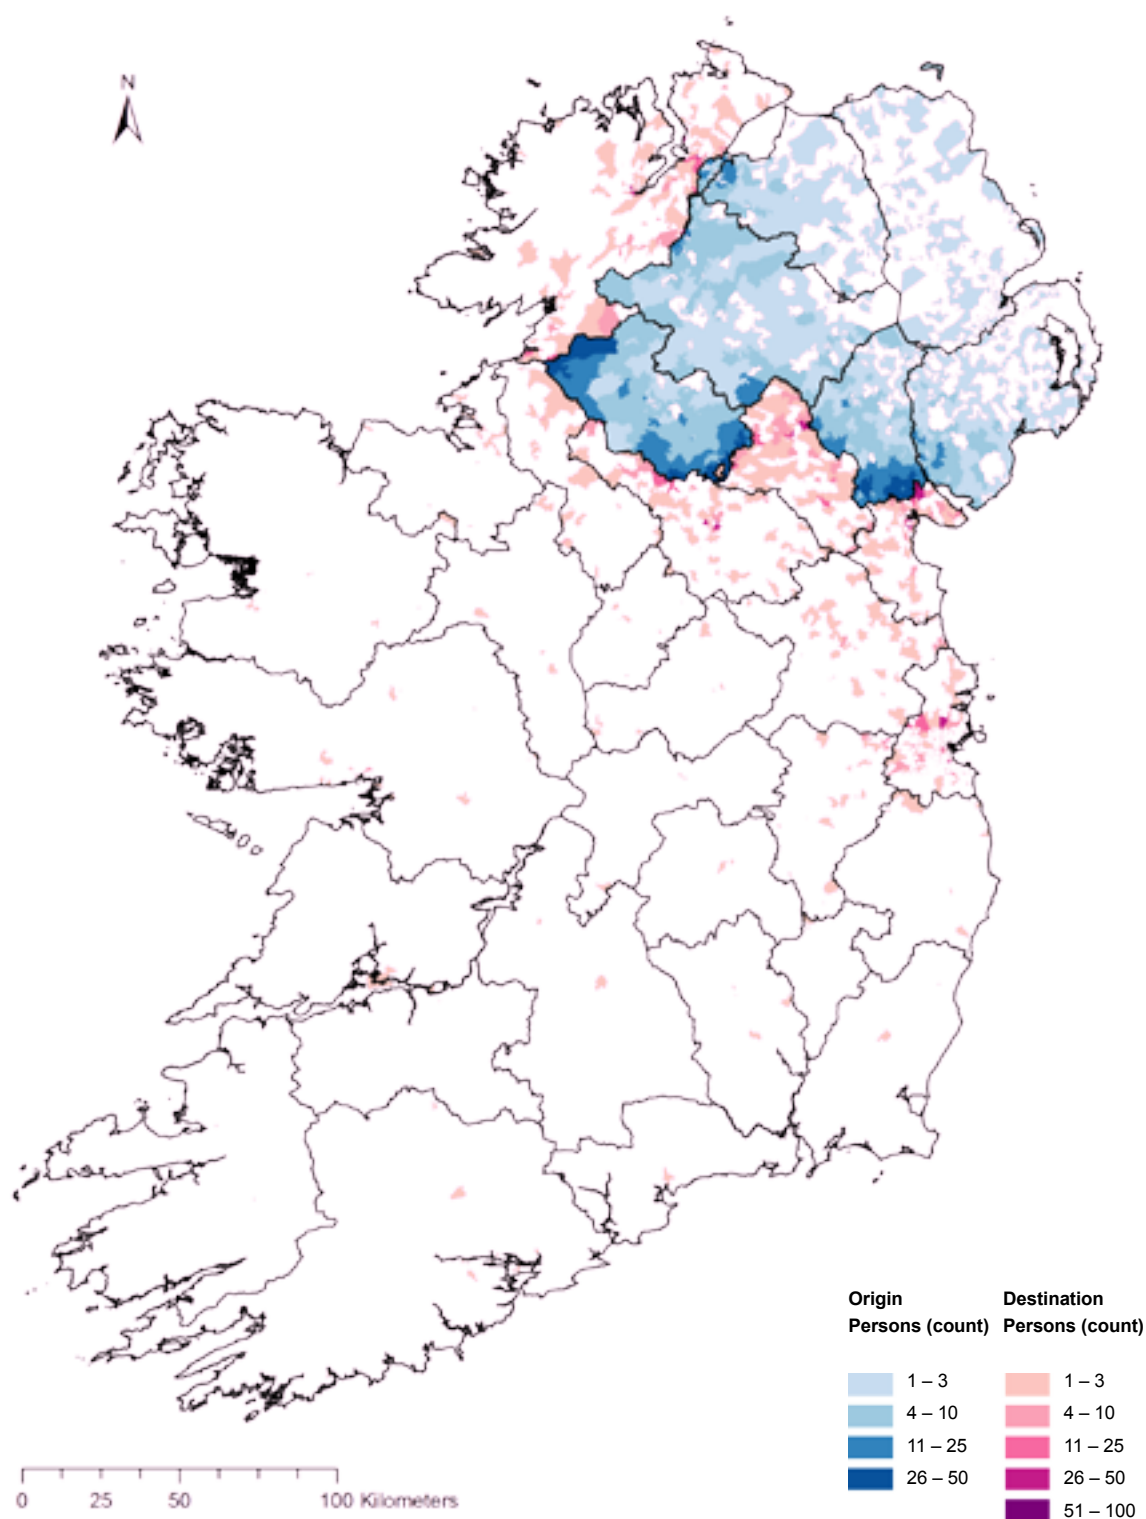 N
Origin Destination
Persons (count) Persons (count)
1 – 3 1 – 3
4 – 10 4 – 10
11 – 25 11 – 25
26 – 50 26 – 50
51 – 100
0 25 50 100 Kilometers